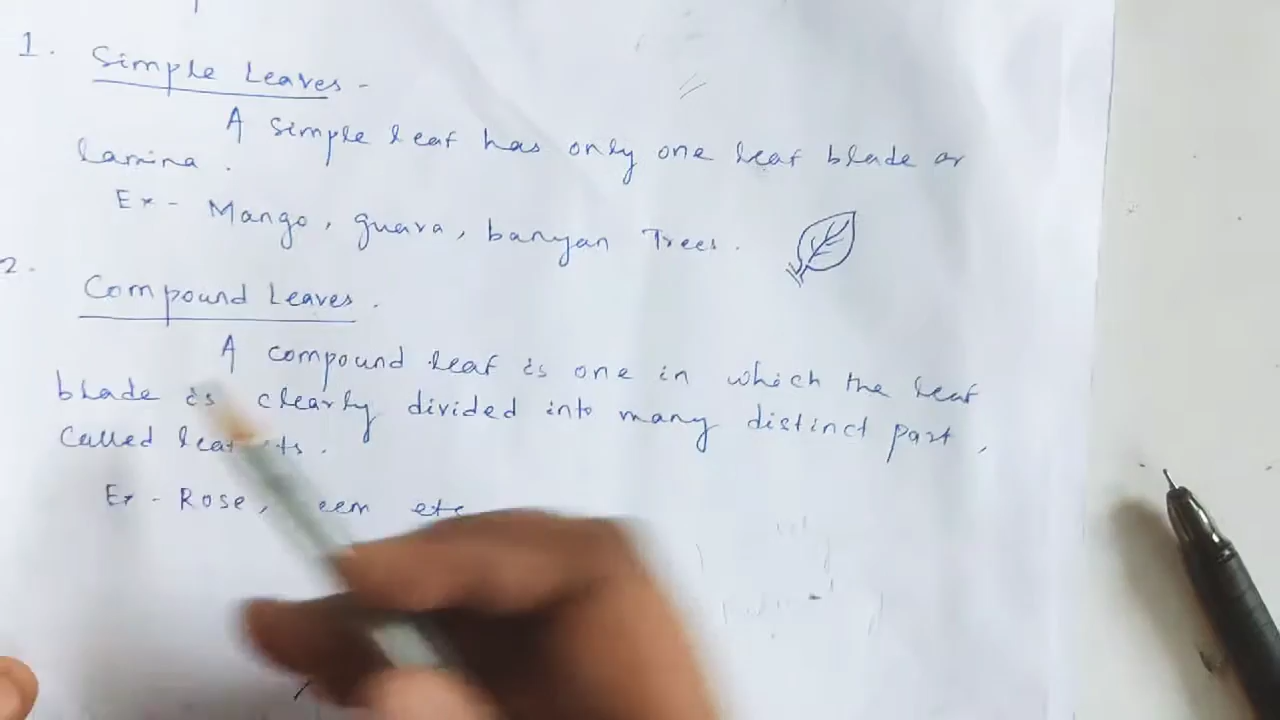 1. Simple Leaves -
A simple leaf has only one leaf blade or
lamina.
Ex - Mango, guava, banyan Trees.
2. Compound Leaves.
A compound leaf is one in which the leaf
blade is clearly divided into many distinct part,
called
Ex - Rose, etc